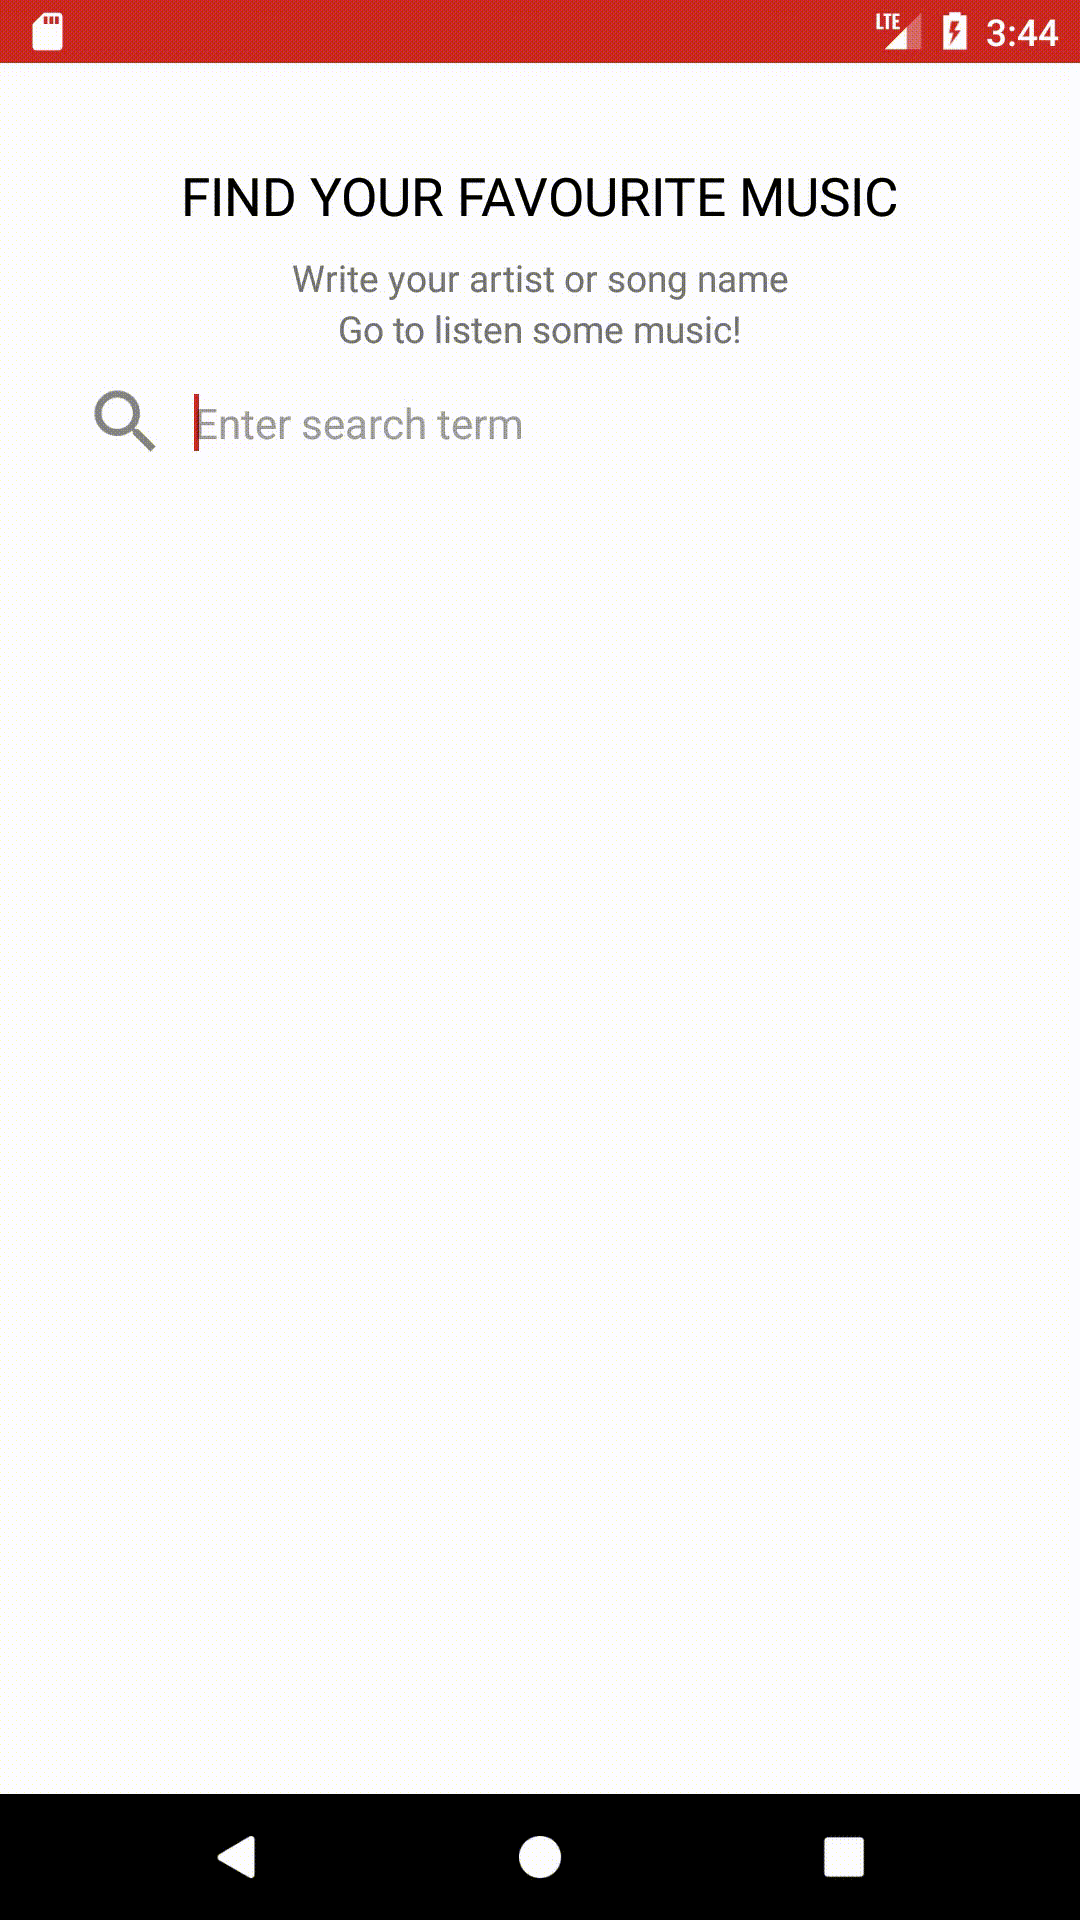 LTE 3:44
FIND YOUR FAVOURITE MUSIC
Write your artist or song name
Go to listen some music!
Enter search term